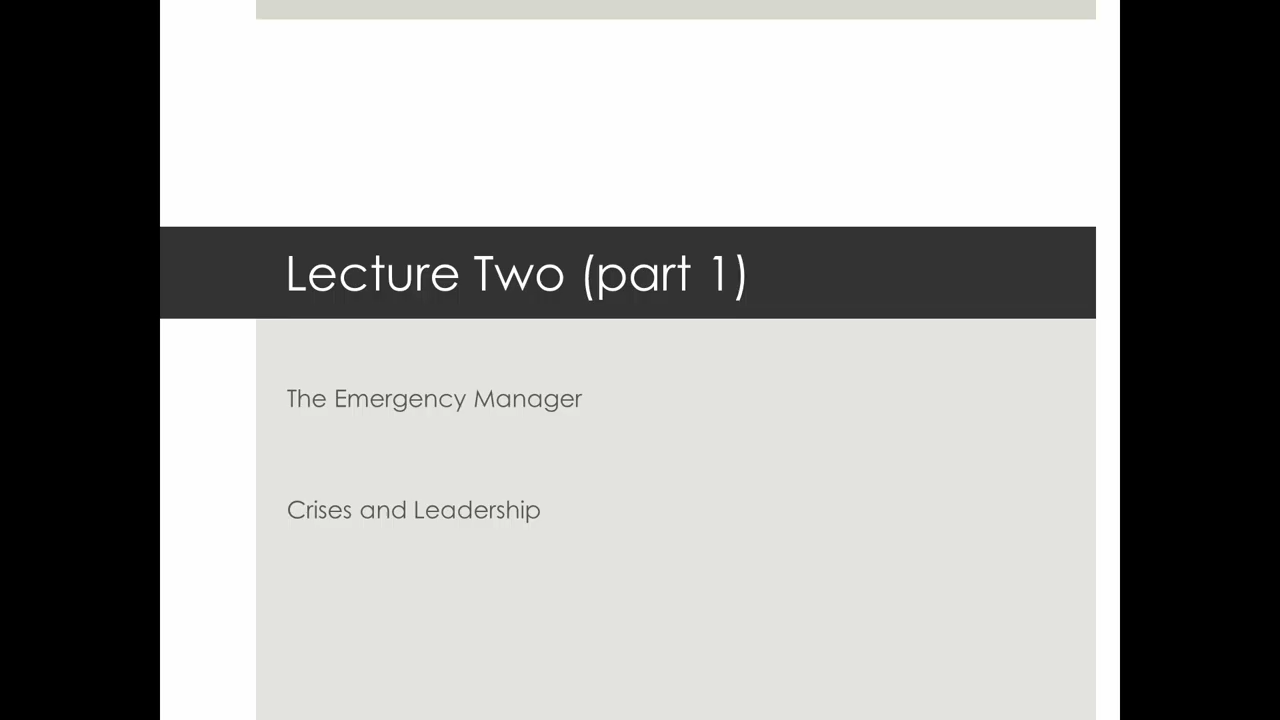 Lecture Two (part 1)
The Emergency Manager
Crises and Leadership